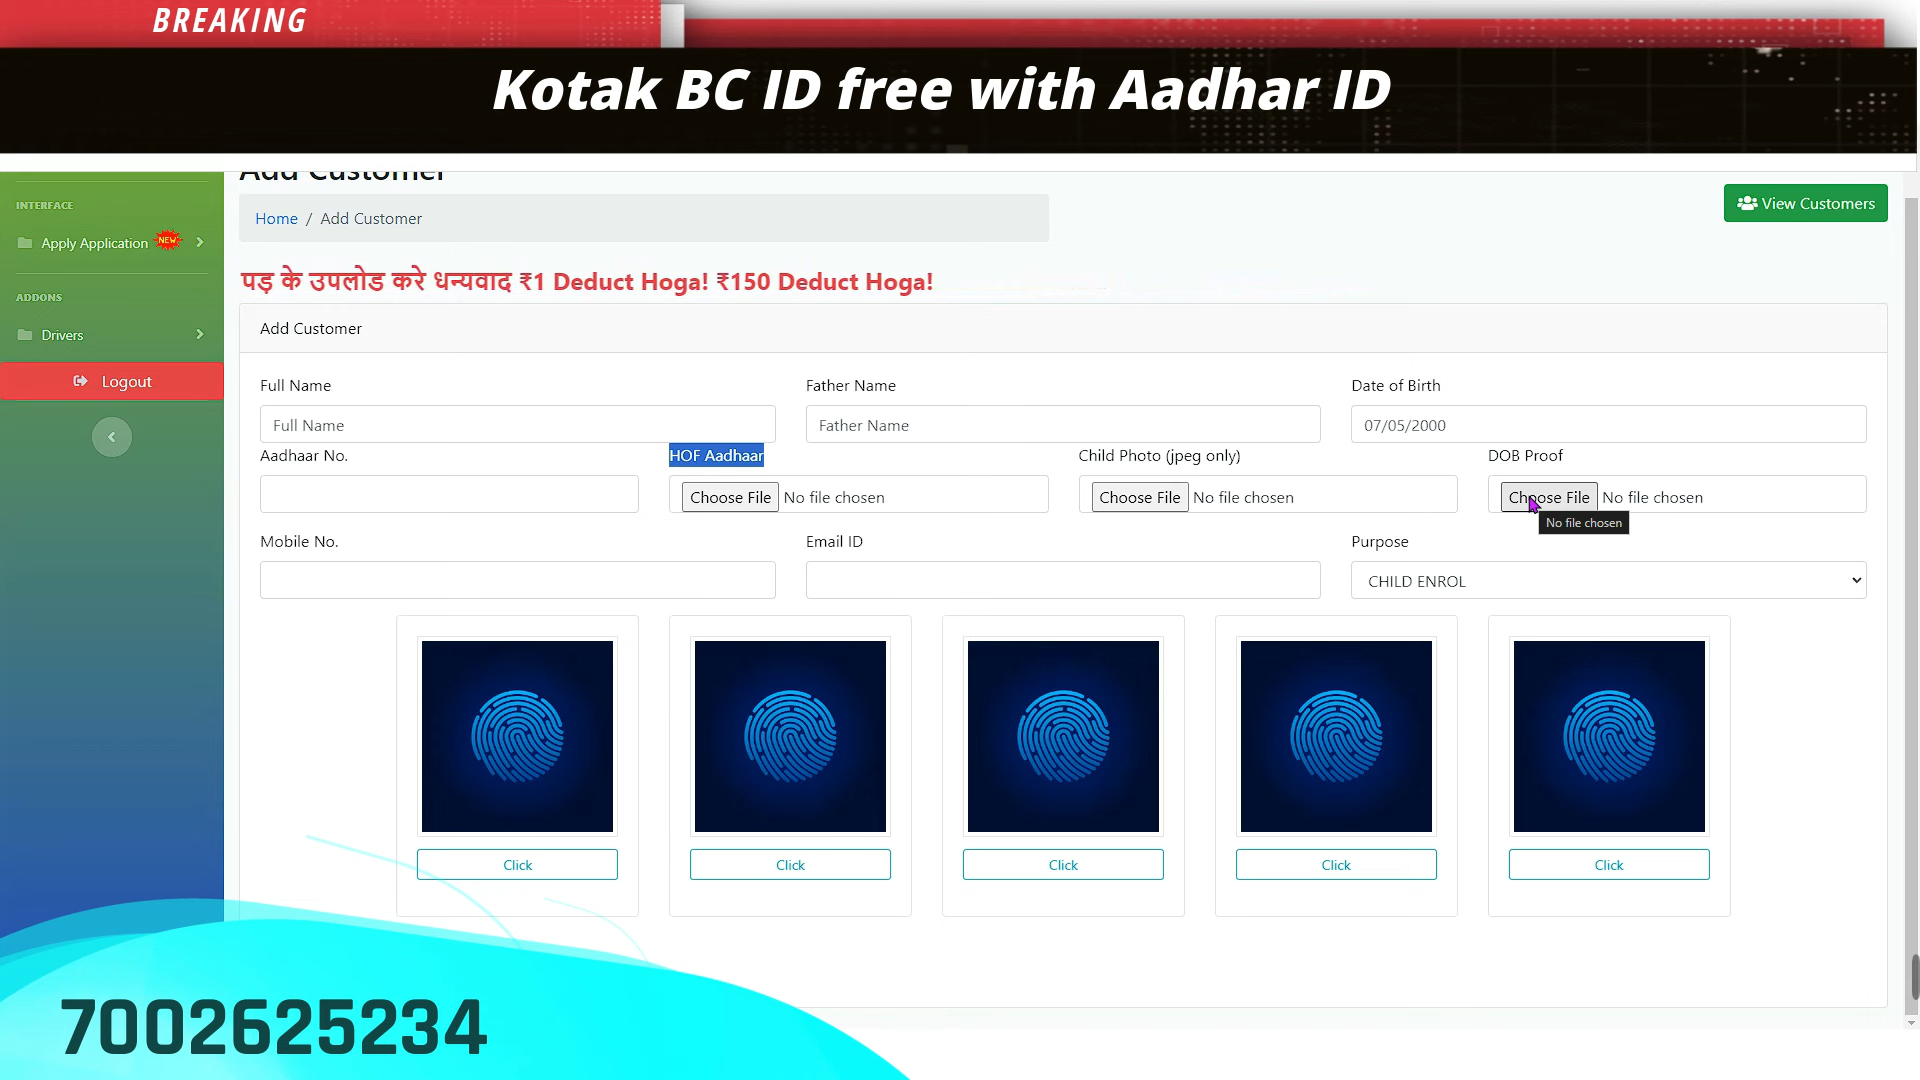 BREAKING
Kotak BC ID free with Aadhar ID
Add Customer
INTERFACE
Home / Add Customer
View Customers
Apply Application NEW
पड़ के उपलोड करे धन्यवाद ₹1 Deduct Hoga! ₹150 Deduct Hoga!
ADDONS
Drivers
Add Customer
Logout
Full Name Father Name Date of Birth
Full Name Father Name 07/05/2000
Aadhaar No. HOF Aadhaar Child Photo (jpeg only) DOB Proof
Choose File No file chosen Choose File No file chosen Choose File No file chosen
No file chosen
Mobile No. Email ID Purpose
CHILD ENROL
Click Click Click Click Click
7002625234